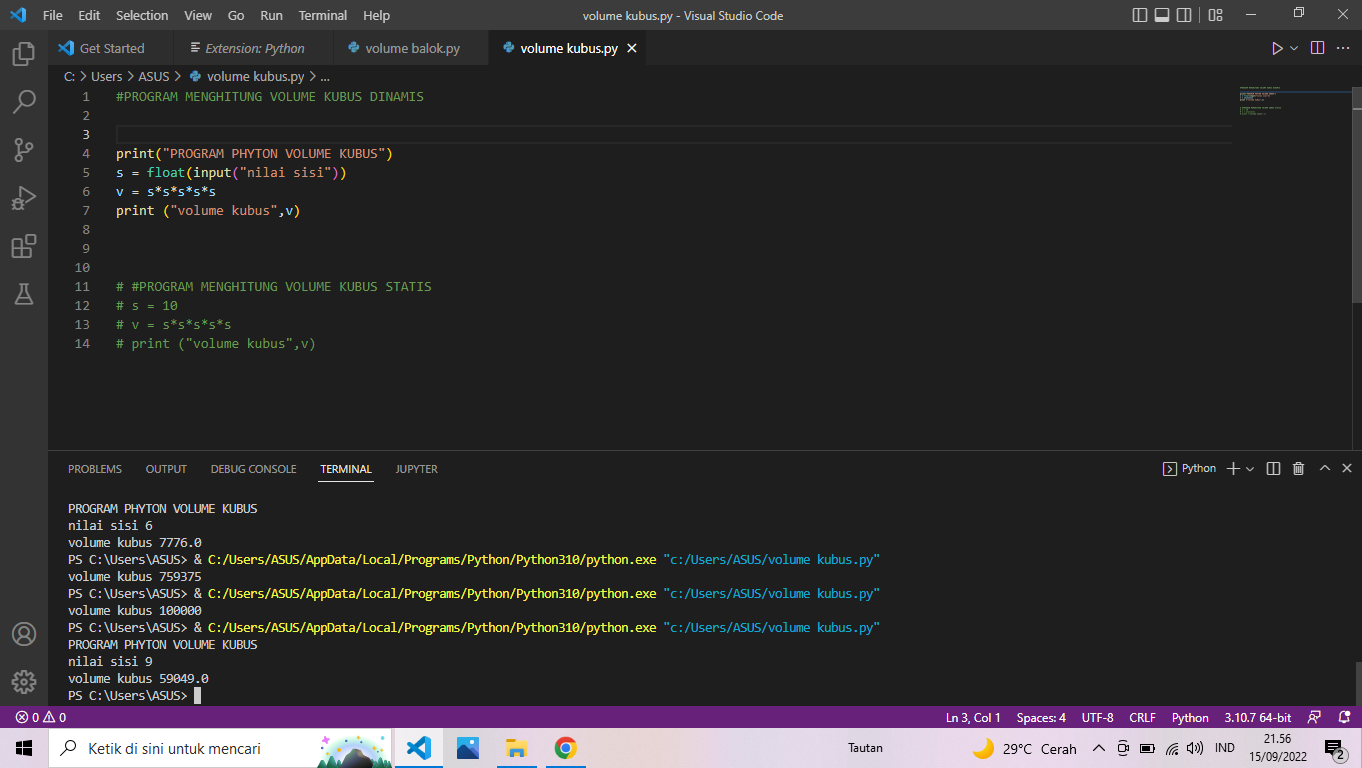 File Edit Selection View Go Run Terminal Help volume kubus.py - Visual Studio Code
Get Started Extension: Python volume balok.py volume kubus.py
C: > Users > ASUS > volume kubus.py > ...
1 #PROGRAM MENGHITUNG VOLUME KUBUS DINAMIS
2
3
4 print("PROGRAM PHYTON VOLUME KUBUS")
5 s = float(input("nilai sisi"))
6 v = s*s*s*s*s
7 print ("volume kubus",v)
8
9
10
11 # #PROGRAM MENGHITUNG VOLUME KUBUS STATIS
12 # s = 10
13 # v = s*s*s*s*s
14 # print ("volume kubus",v)
PROBLEMS OUTPUT DEBUG CONSOLE TERMINAL JUPYTER Python
PROGRAM PHYTON VOLUME KUBUS
nilai sisi 6
volume kubus 7776.0
PS C:\Users\ASUS> & C:/Users/ASUS/AppData/Local/Programs/Python/Python310/python.exe "c:/Users/ASUS/volume kubus.py"
volume kubus 759375
PS C:\Users\ASUS> & C:/Users/ASUS/AppData/Local/Programs/Python/Python310/python.exe "c:/Users/ASUS/volume kubus.py"
volume kubus 100000
PS C:\Users\ASUS> & C:/Users/ASUS/AppData/Local/Programs/Python/Python310/python.exe "c:/Users/ASUS/volume kubus.py"
PROGRAM PHYTON VOLUME KUBUS
nilai sisi 9
volume kubus 59049.0
PS C:\Users\ASUS>
0 0 Ln 3, Col 1 Spaces: 4 UTF-8 CRLF Python 3.10.7 64-bit
Ketik di sini untuk mencari Tautan 29°C Cerah IND 21.56
15/09/2022 2